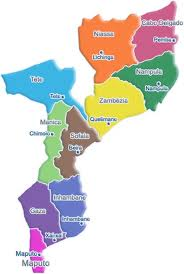 Cabo Delgado
Niassa
Pemba
Lichinga
Nampula
Tete
Tete
Nampula
Zambézia
Manica
Quelimane
Sofala
Chimoio
Beira
Inhambane
Gaza
Inhambane
Xai-xai
Maputo
Maputo